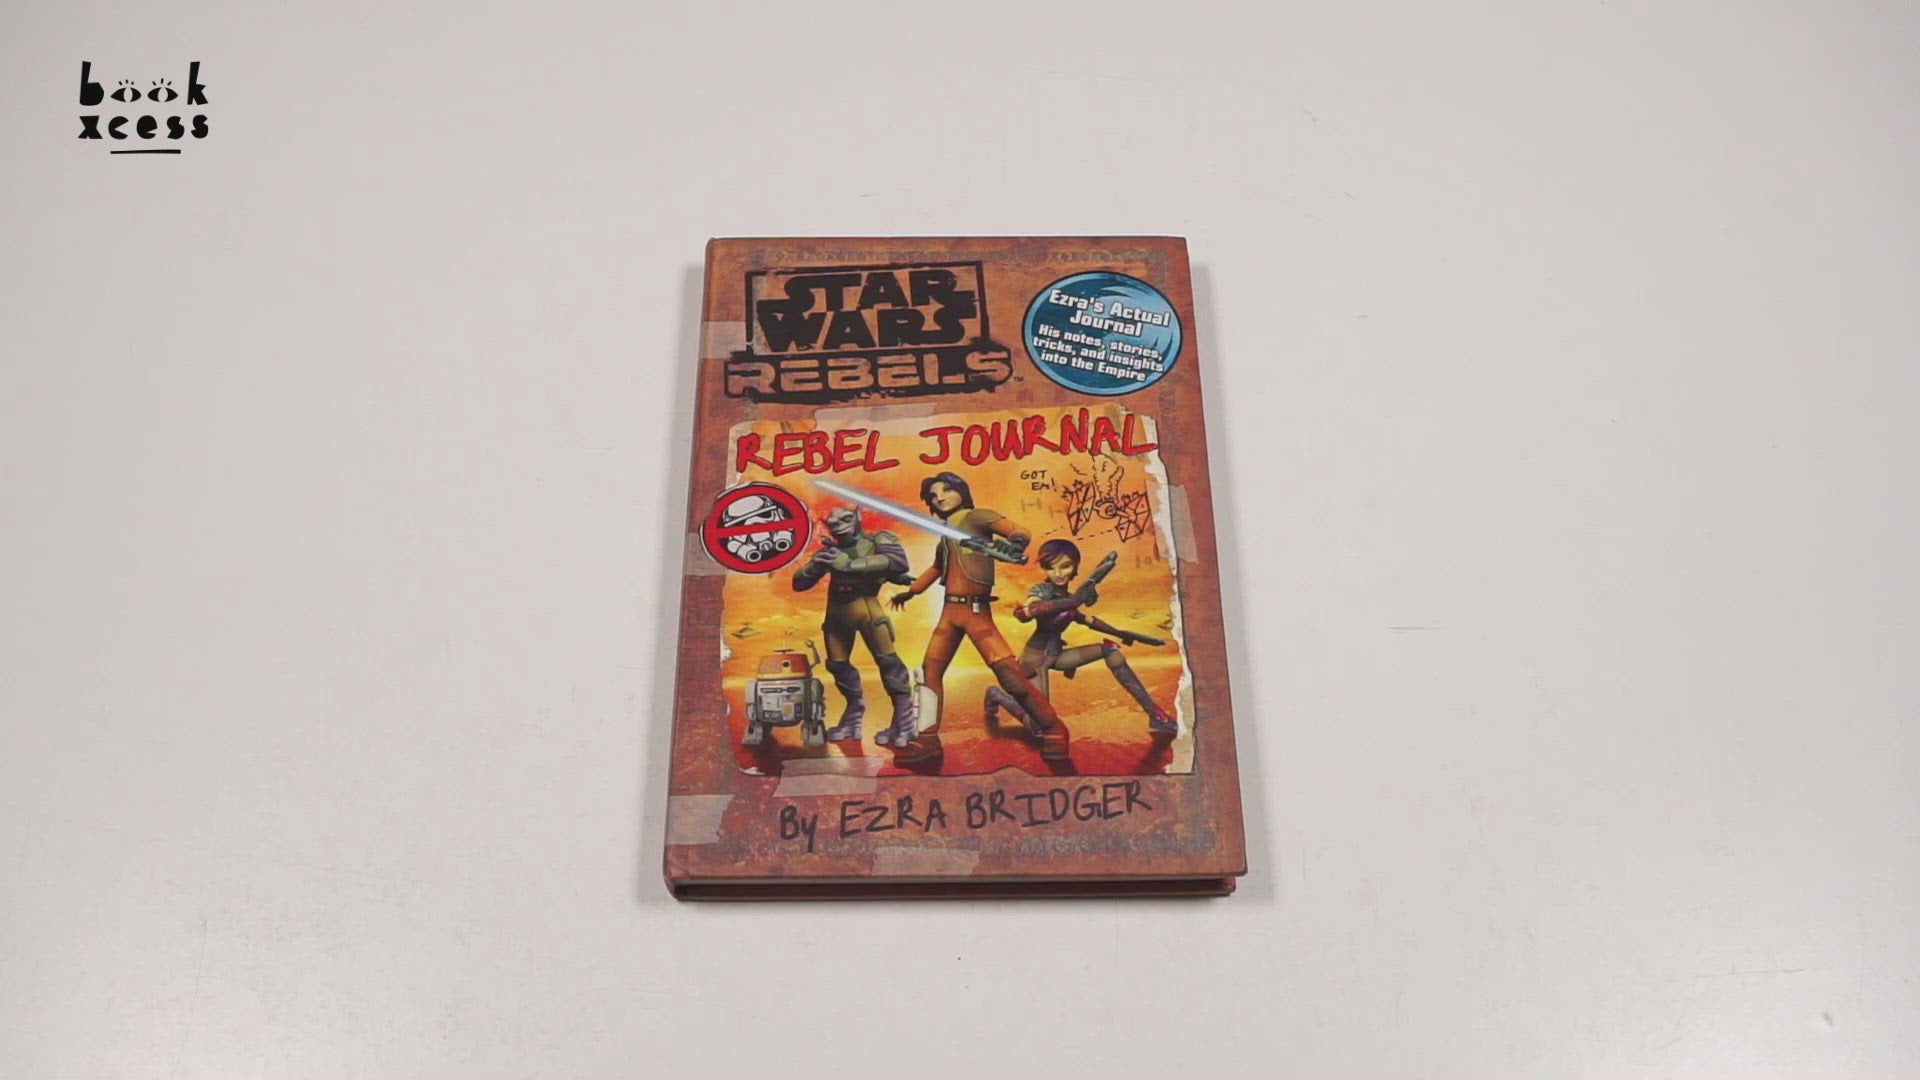 book
xcess
STAR
WARS
REBELS
Ezra's Actual
Journal
His notes, stories,
tricks, and insights
into the Empire
REBEL JOURNAL
GOT
EM!
By EZRA BRIDGER